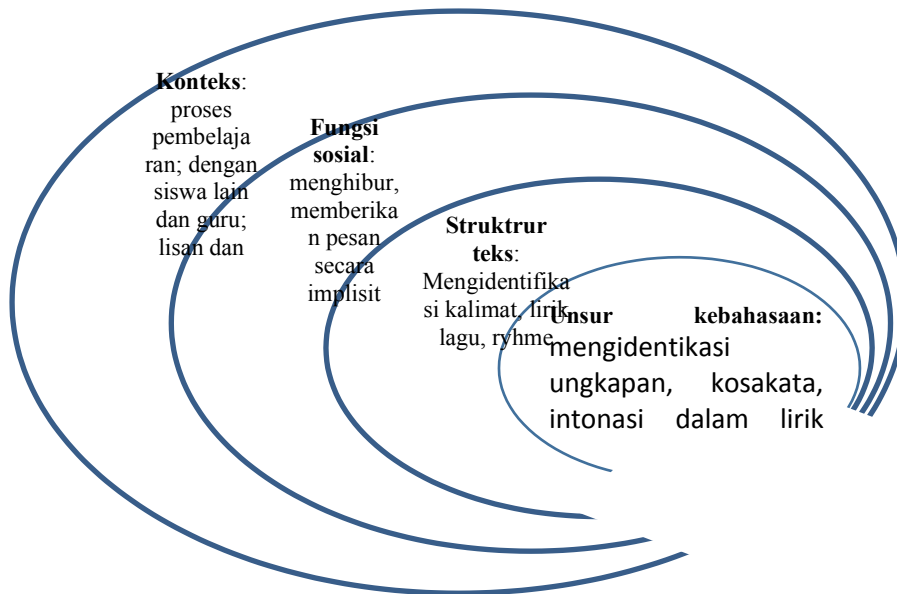 Konteks:
proses
pembelaja
ran; dengan
siswa lain
dan guru;
lisan dan
Fungsi
sosial:
menghibur,
memberika
n pesan
secara
implisit
Struktrur
teks:
Mengidentifika
si kalimat, lirik
lagu, ryhme
Unsur kebahasaan:
mengidentikasi
ungkapan, kosakata,
intonasi dalam lirik